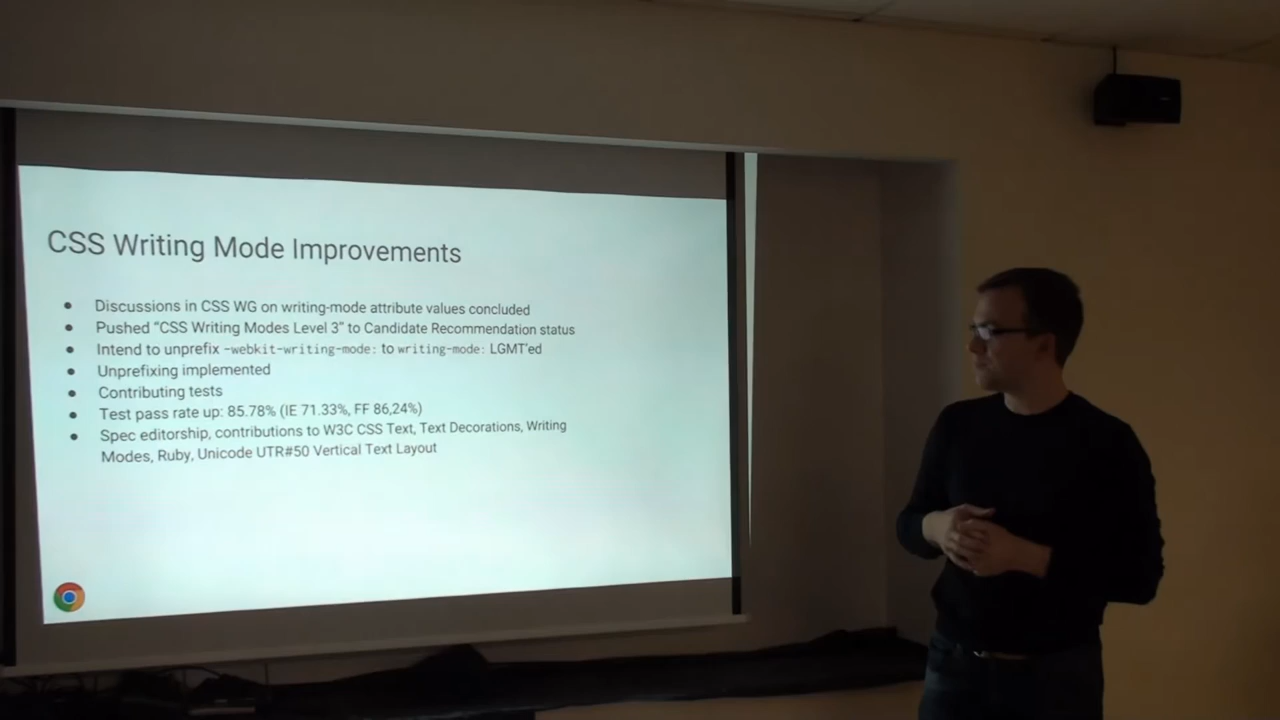 CSS Writing Mode Improvements
● Discussions in CSS WG on writing-mode attribute values concluded
● Pushed “CSS Writing Modes Level 3” to Candidate Recommendation status
● Intend to unprefix -webkit-writing-mode: to writing-mode: LGMT'ed
● Unprefixing implemented
● Contributing tests
● Test pass rate up: 85.78% (IE 71.33%, FF 86,24%)
● Spec editorship, contributions to W3C CSS Text, Text Decorations, Writing
Modes, Ruby, Unicode UTR#50 Vertical Text Layout